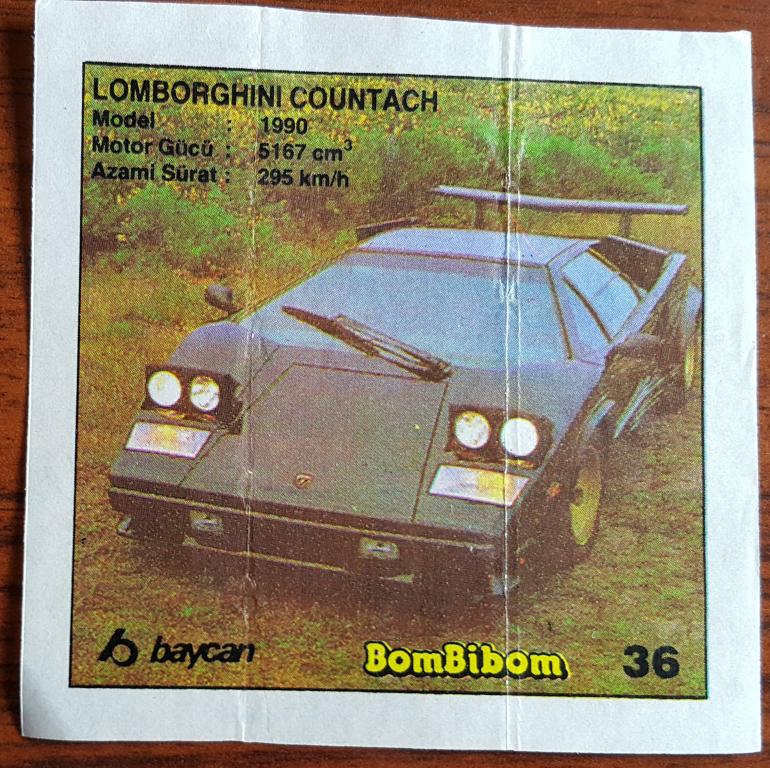 LOMBORGHINI COUNTACH
Model : 1990
Motor Gücü : 5167 cm³
Azami Sürat : 295 km/h
b baycan
BomBibom
36